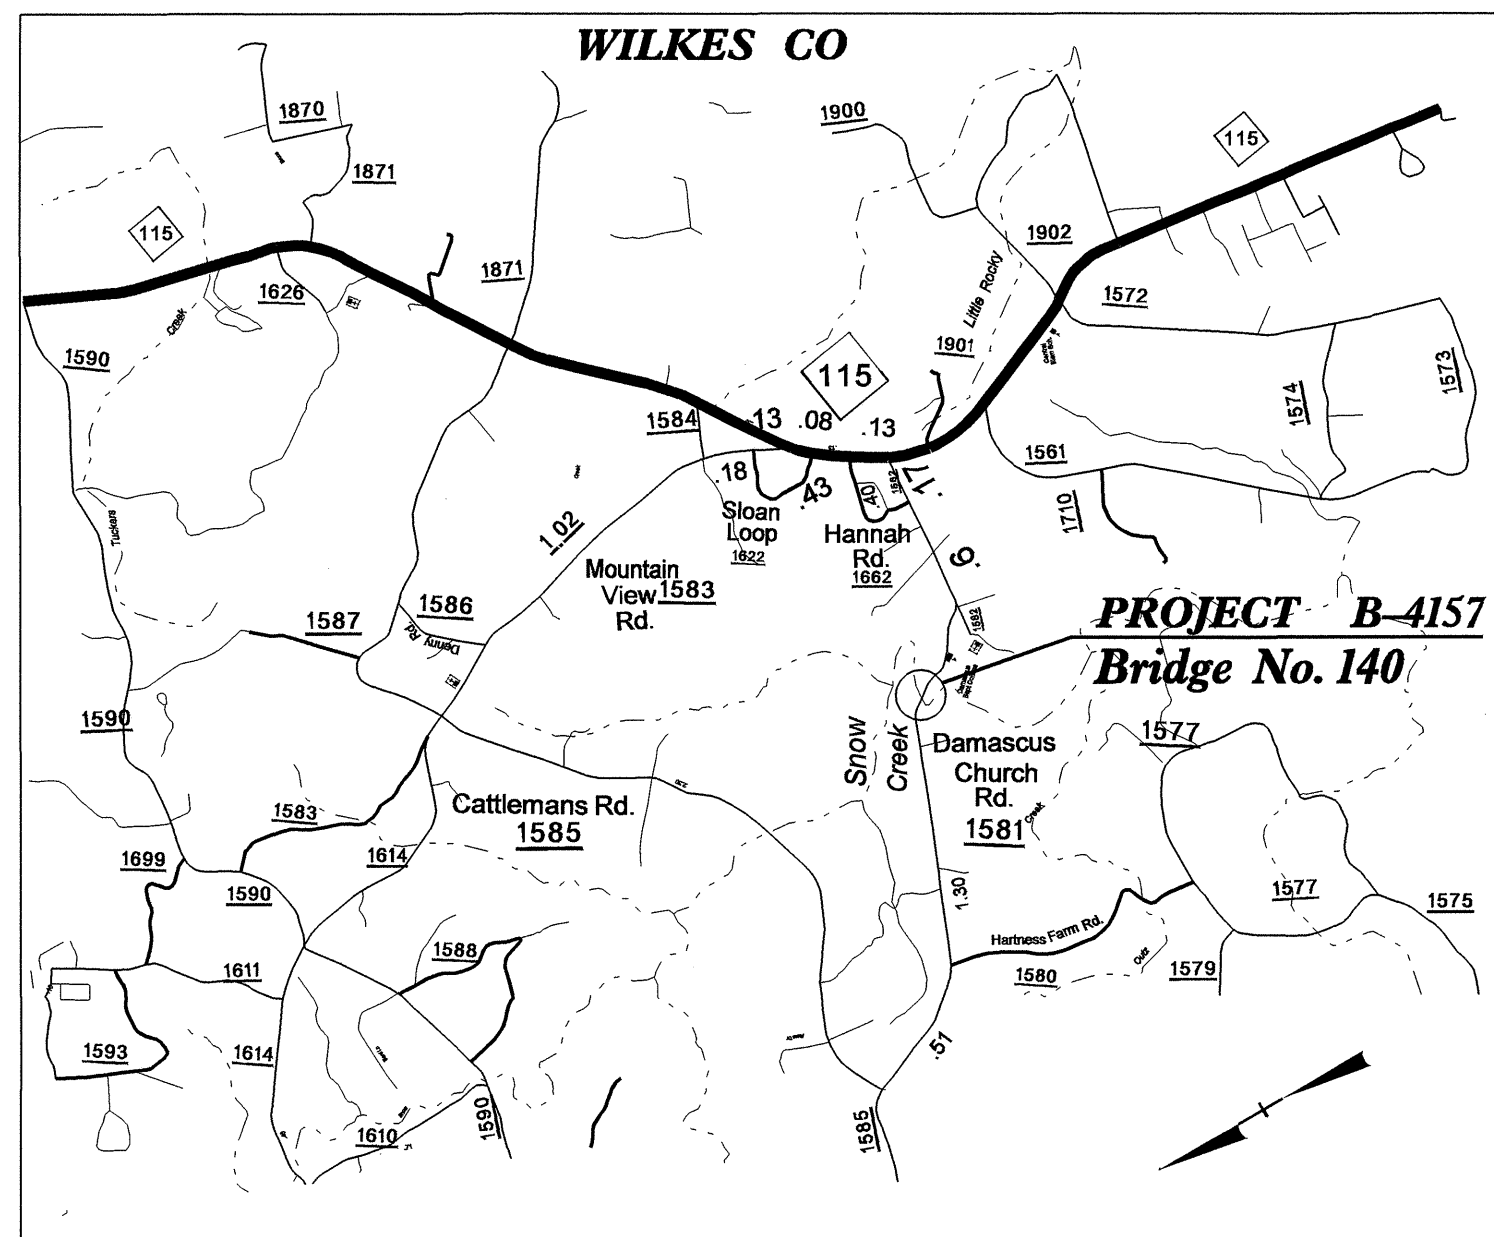 WILKES CO
1870
1900
115
1871
115
1902
1871
1626
Little Rocky
1572
Creek
1901
1590
115
1573
1574
1584
.13
.08
.13
1561
.18
.43
.40
1582
.17
1710
Sloan
Loop
1622
Hannah
Rd.
1662
Tuckers
1.02
.6
Mountain
View 1583
Rd.
1586
1587
Denny Rd.
1582
PROJECT B-4157
Bridge No. 140
1590
Snow
Creek
1577
Damascus
Church
Rd.
1581
Creek
Cattlemans Rd.
1585
1583
1614
1699
1590
1.30
1577
1575
Hartness Farm Rd.
1588
1611
1580
1579
1593
1614
.51
1590
1610
1585